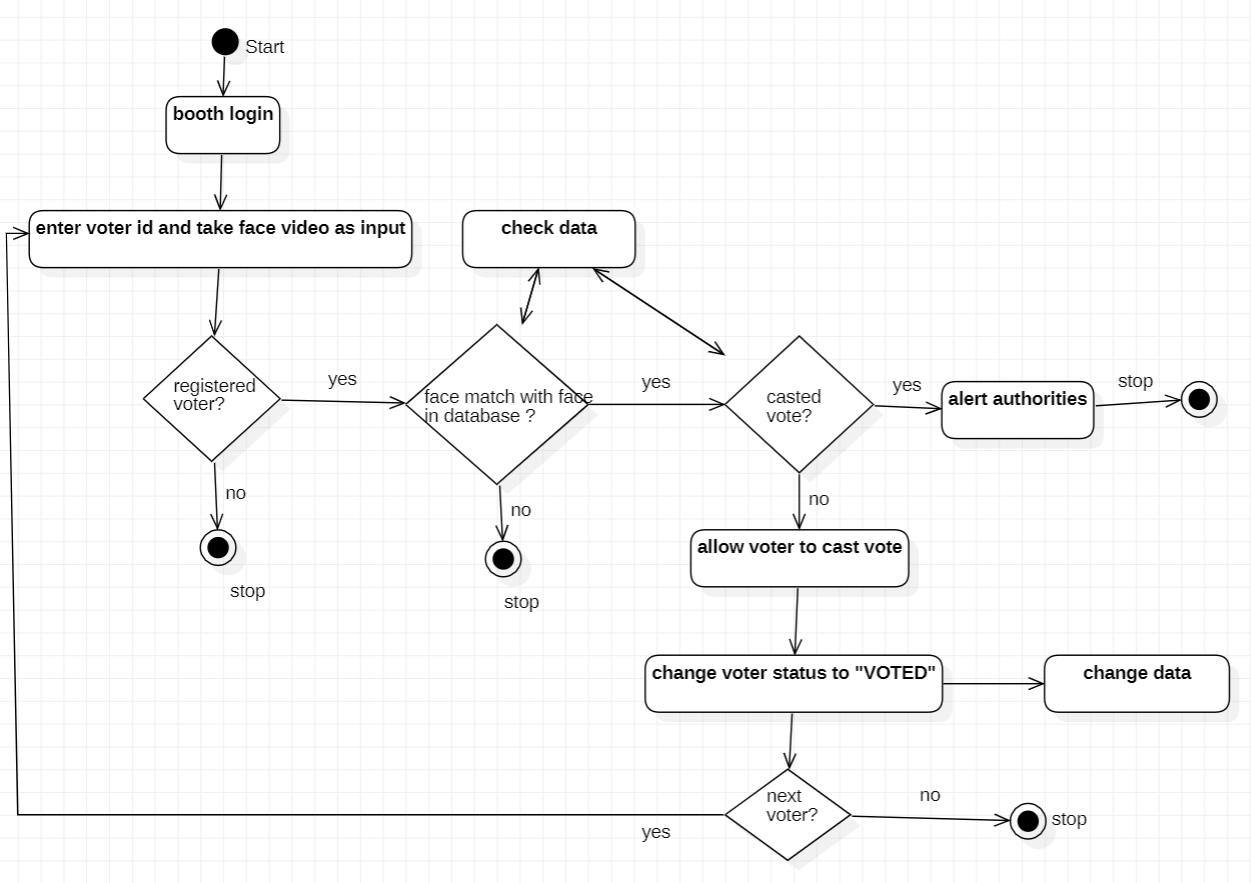 Start
booth login
enter voter id and take face video as input
check data
registered
voter?
yes
face match with face
in database ?
yes
casted
vote?
yes
alert authorities
stop
no
stop
no
stop
no
allow voter to cast vote
change voter status to "VOTED"
change data
next
voter?
no
stop
yes